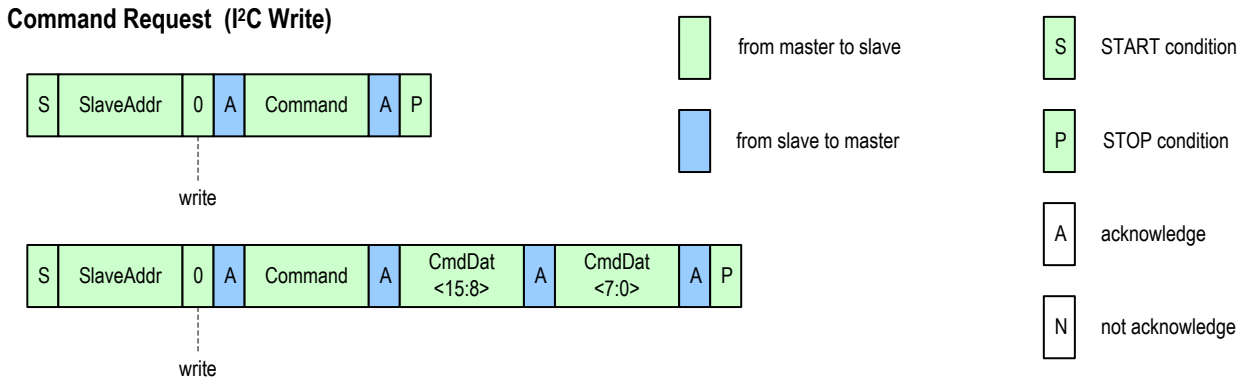 Command Request (I²C Write)
S SlaveAddr 0 A Command A P
write
S SlaveAddr 0 A Command A CmdDat <15:8> A CmdDat <7:0> A P
write
from master to slave
from slave to master
S START condition
P STOP condition
A acknowledge
N not acknowledge